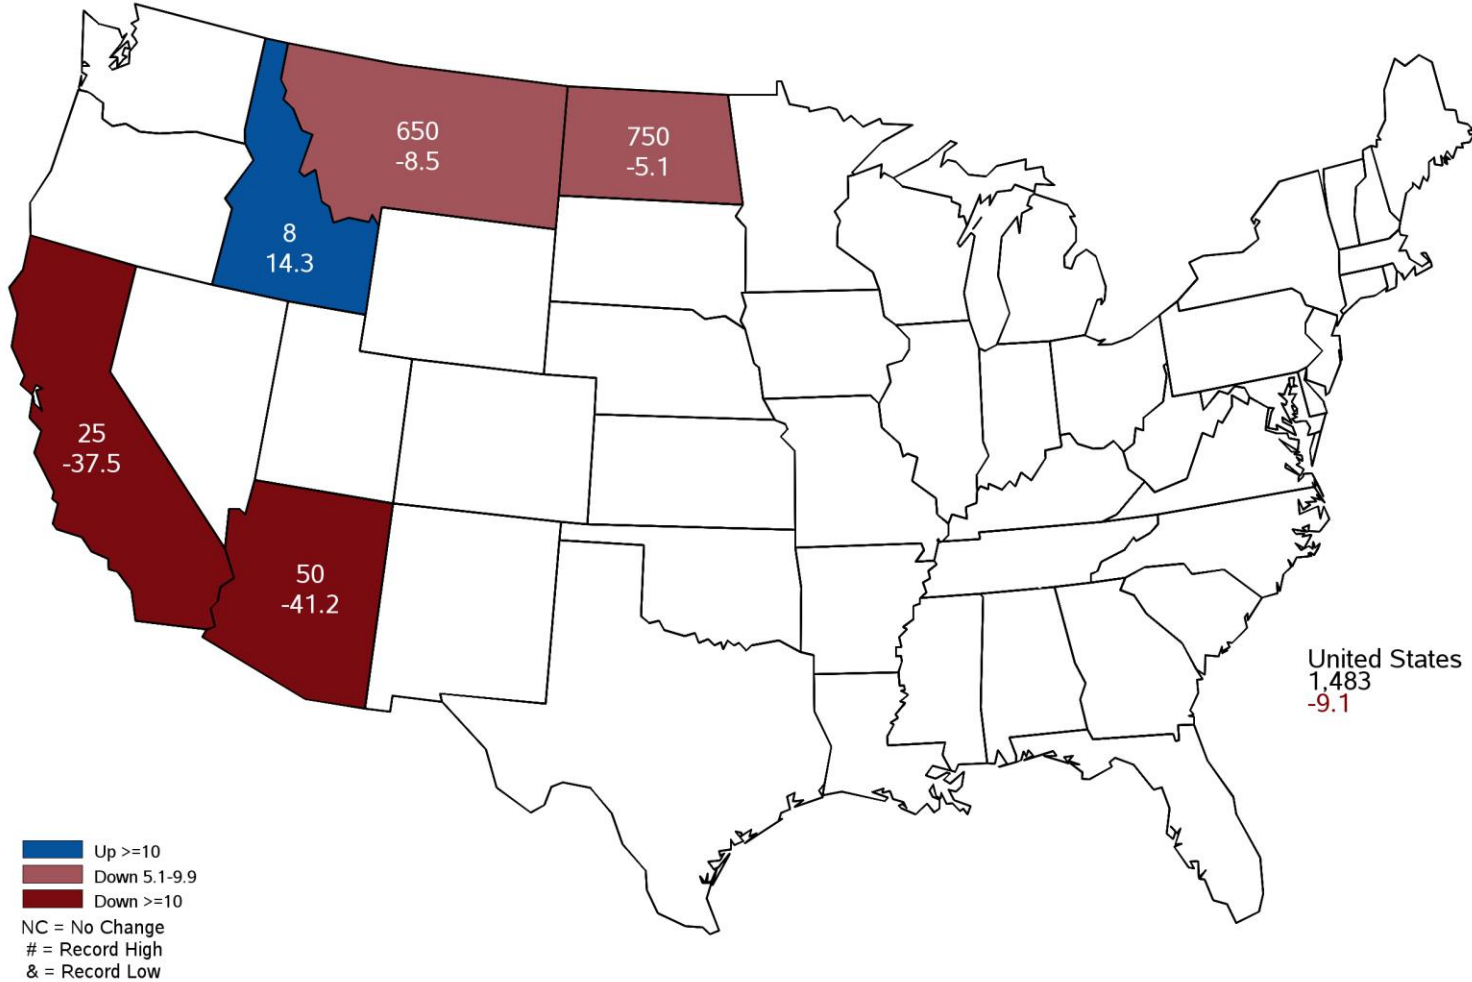 650
-8.5
750
-5.1
8
14.3
25
-37.5
50
-41.2
United States
1,483
-9.1
Up >=10
Down 5.1-9.9
Down >=10
NC = No Change
# = Record High
& = Record Low